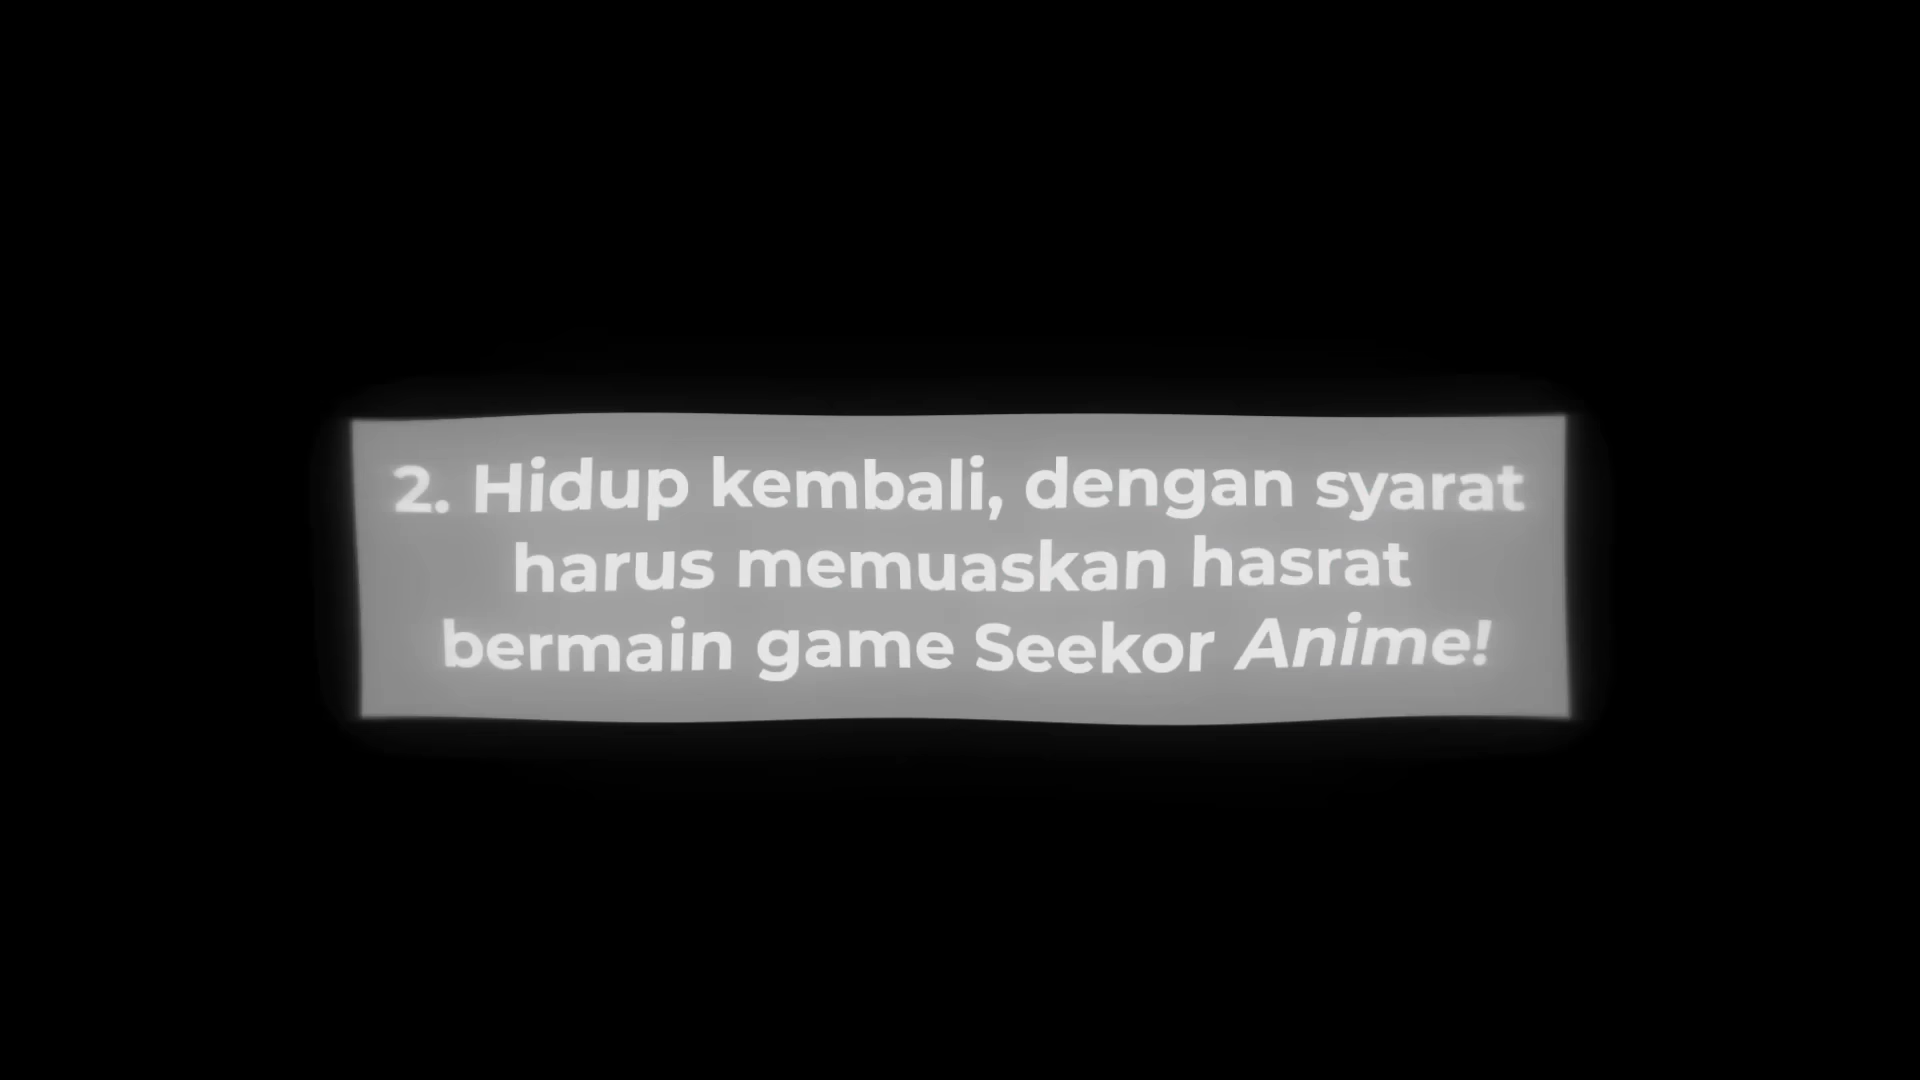 2. Hidup kembali, dengan syarat
harus memuaskan hasrat
bermain game Seekor Anime!